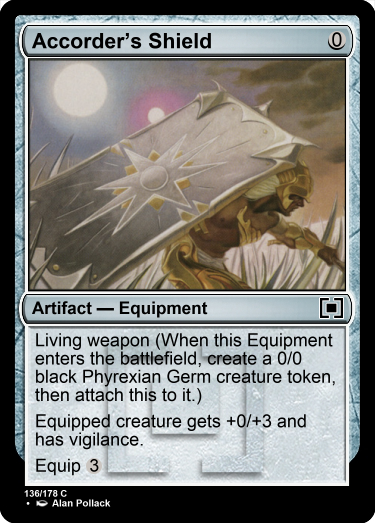 Accorder's Shield 0
Artifact — Equipment
Living weapon (When this Equipment
enters the battlefield, create a 0/0
black Phyrexian Germ creature token,
then attach this to it.)
Equipped creature gets +0/+3 and
has vigilance.
Equip 3
136/178 C
• Alan Pollack